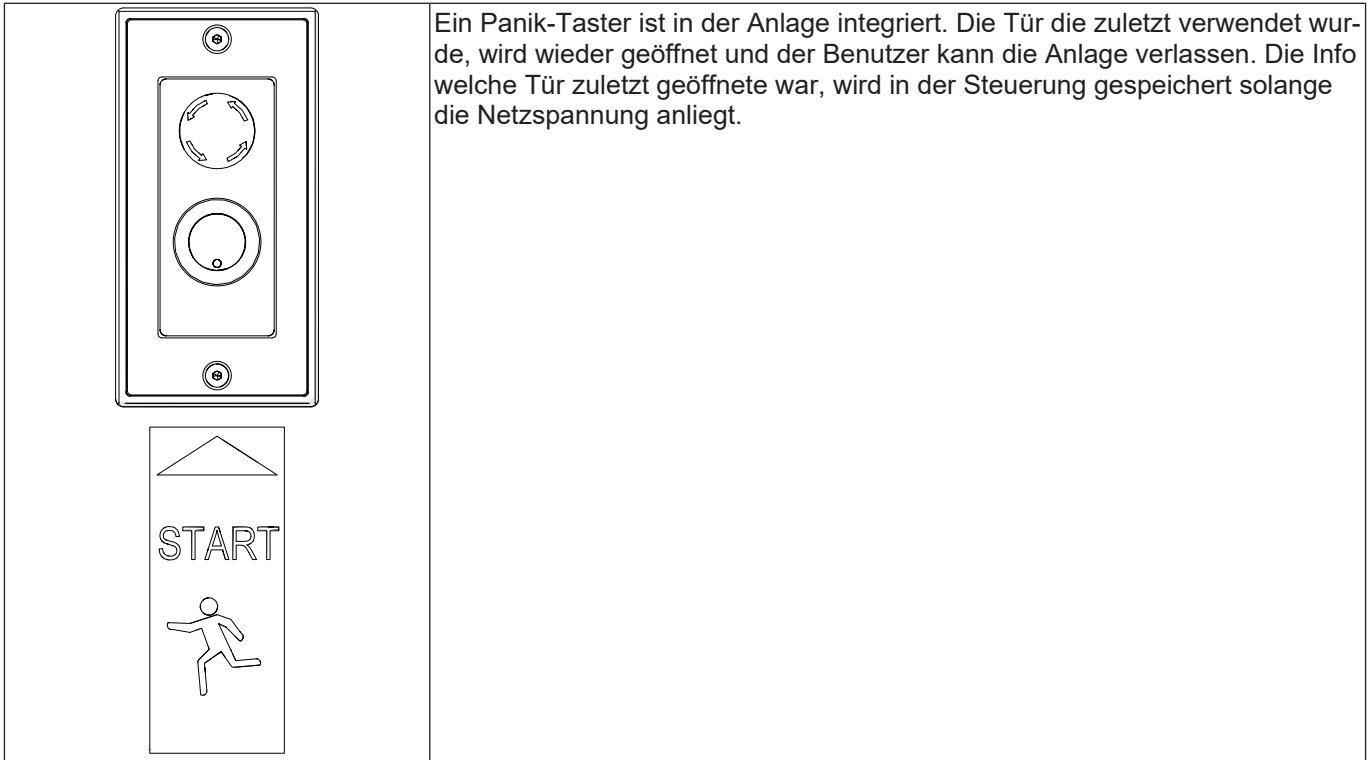 Ein Panik-Taster ist in der Anlage integriert. Die Tür die zuletzt verwendet wur-
de, wird wieder geöffnet und der Benutzer kann die Anlage verlassen. Die Info
welche Tür zuletzt geöffnete war, wird in der Steuerung gespeichert solange
die Netzspannung anliegt.
START